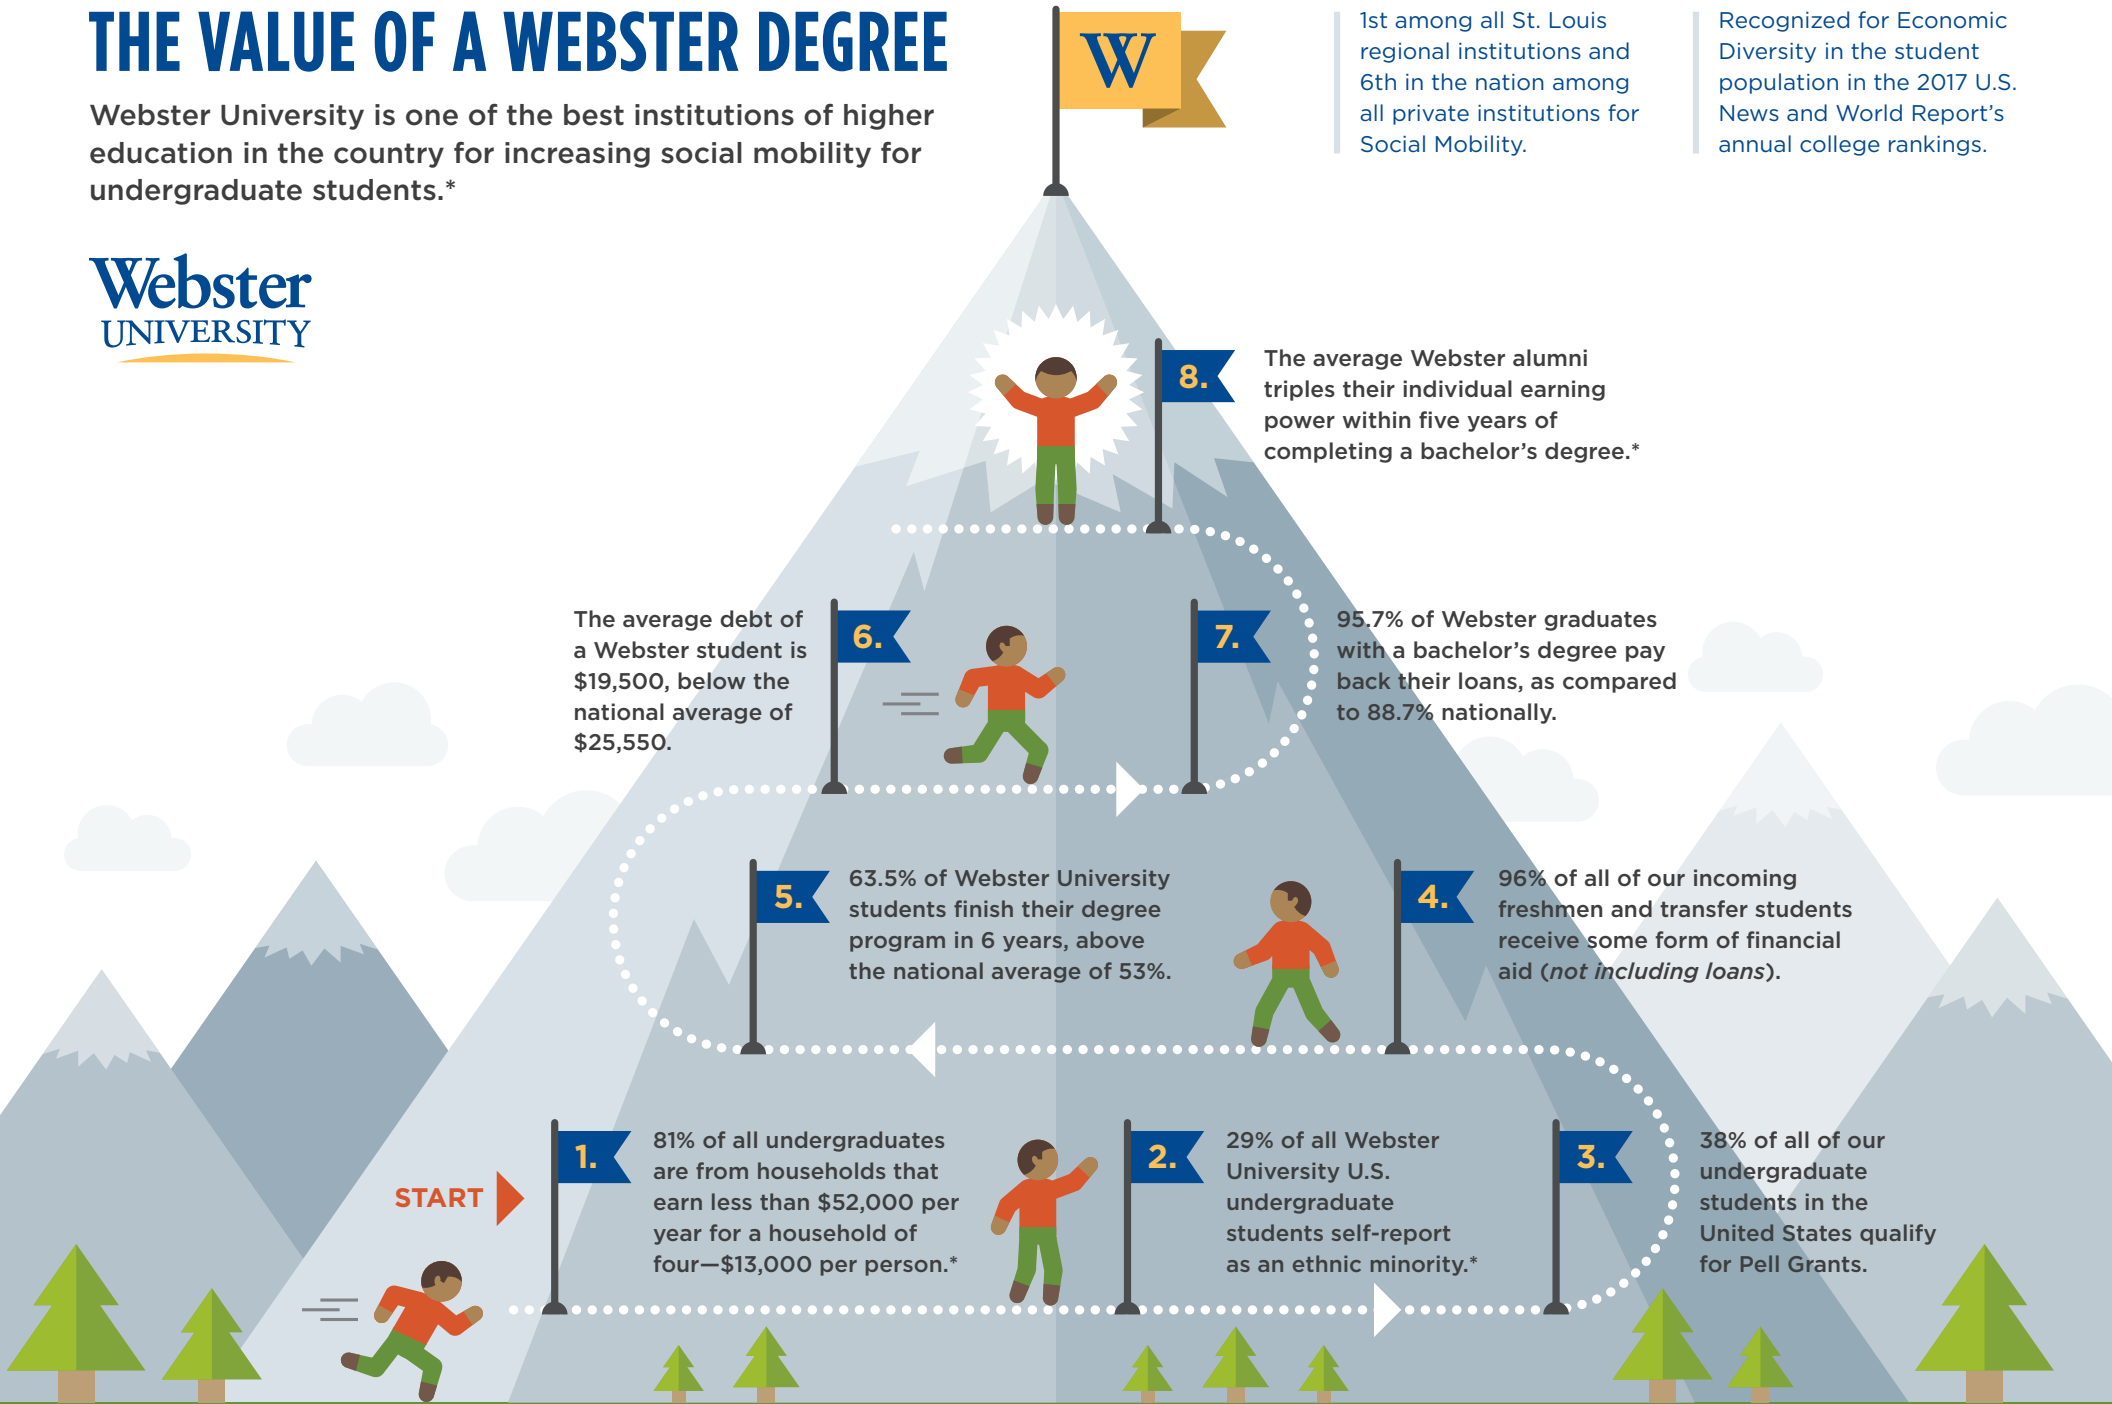 THE VALUE OF A WEBSTER DEGREE
Webster University is one of the best institutions of higher
education in the country for increasing social mobility for
undergraduate students.*
Webster
UNIVERSITY
W
1st among all St. Louis
regional institutions and
6th in the nation among
all private institutions for
Social Mobility.
Recognized for Economic
Diversity in the student
population in the 2017 U.S.
News and World Report’s
annual college rankings.
8.
The average Webster alumni
triples their individual earning
power within five years of
completing a bachelor’s degree.*
The average debt of
a Webster student is
$19,500, below the
national average of
$25,550.
6.
7.
95.7% of Webster graduates
with a bachelor’s degree pay
back their loans, as compared
to 88.7% nationally.
5.
63.5% of Webster University
students finish their degree
program in 6 years, above
the national average of 53%.
4.
96% of all of our incoming
freshmen and transfer students
receive some form of financial
aid (not including loans).
START
1.
81% of all undergraduates
are from households that
earn less than $52,000 per
year for a household of
four—$13,000 per person.*
2.
29% of all Webster
University U.S.
undergraduate
students self-report
as an ethnic minority.*
3.
38% of all of our
undergraduate
students in the
United States qualify
for Pell Grants.